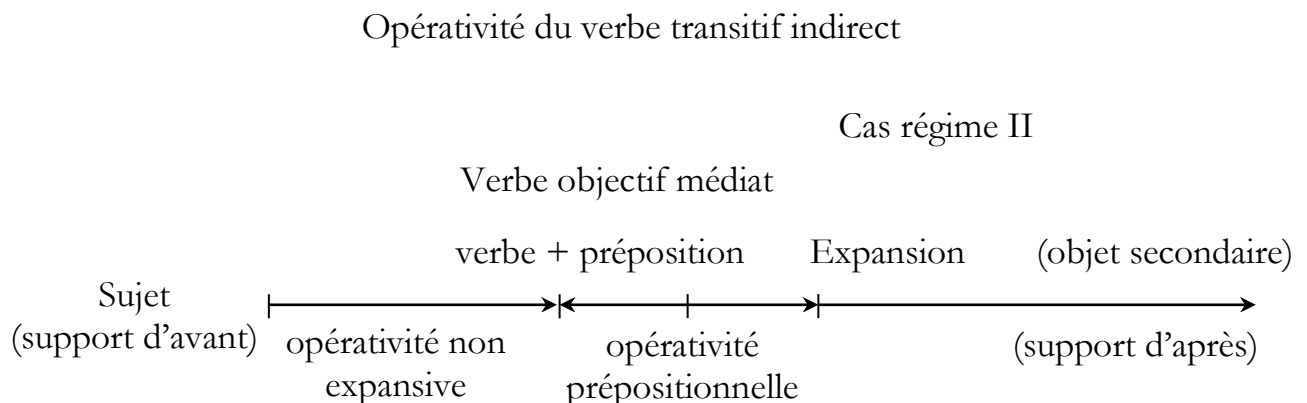 Opérativité du verbe transitif indirect
Cas régime II
Verbe objectif médiat
verbe + préposition Expansion (objet secondaire)
Sujet
(support d'avant)
opérativité non
expansive
opérativité
prépositionnelle
(support d'après)